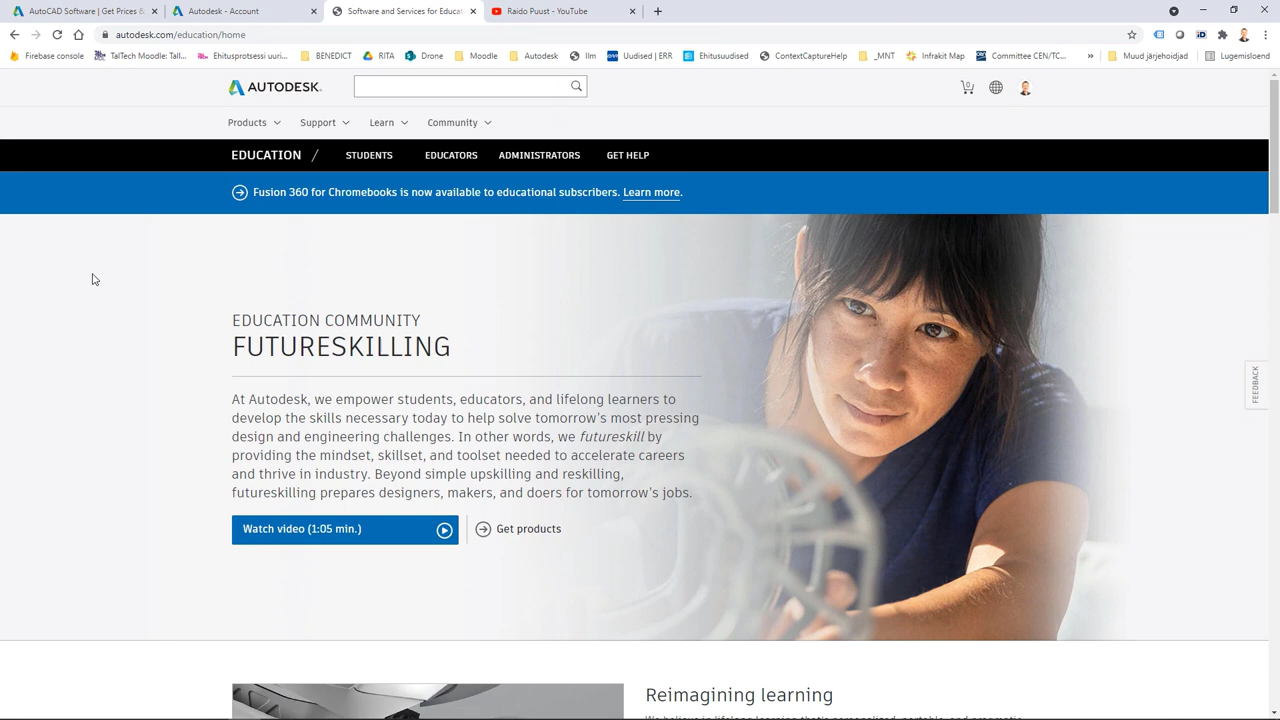 AutoCAD Software | Get Prices &
Autodesk - Account
Software and Services for Educat
Raido Puust - YouTube
autodesk.com/education/home
Firebase console
TalTech Moodle: Tall...
Ehitusprotsessi uuri...
BENEDICT
RITA
Drone
Moodle
Autodesk
Ilm
Uudised | ERR
Ehitusuudised
ContextCaptureHelp
_MNT
Infrakit Map
Committee CEN/TC...
»
Muud järjehoidjad
Lugemisloend
AUTODESK.
0
Products
Support
Learn
Community
EDUCATION /
STUDENTS
EDUCATORS
ADMINISTRATORS
GET HELP
Fusion 360 for Chromebooks is now available to educational subscribers. Learn more.
EDUCATION COMMUNITY
FUTURESKILLING
At Autodesk, we empower students, educators, and lifelong learners to
develop the skills necessary today to help solve tomorrow's most pressing
design and engineering challenges. In other words, we futureskill by
providing the mindset, skillset, and toolset needed to accelerate careers
and thrive in industry. Beyond simple upskilling and reskilling,
futureskilling prepares designers, makers, and doers for tomorrow's jobs.
Watch video (1:05 min.)
Get products
FEEDBACK
Reimagining learning